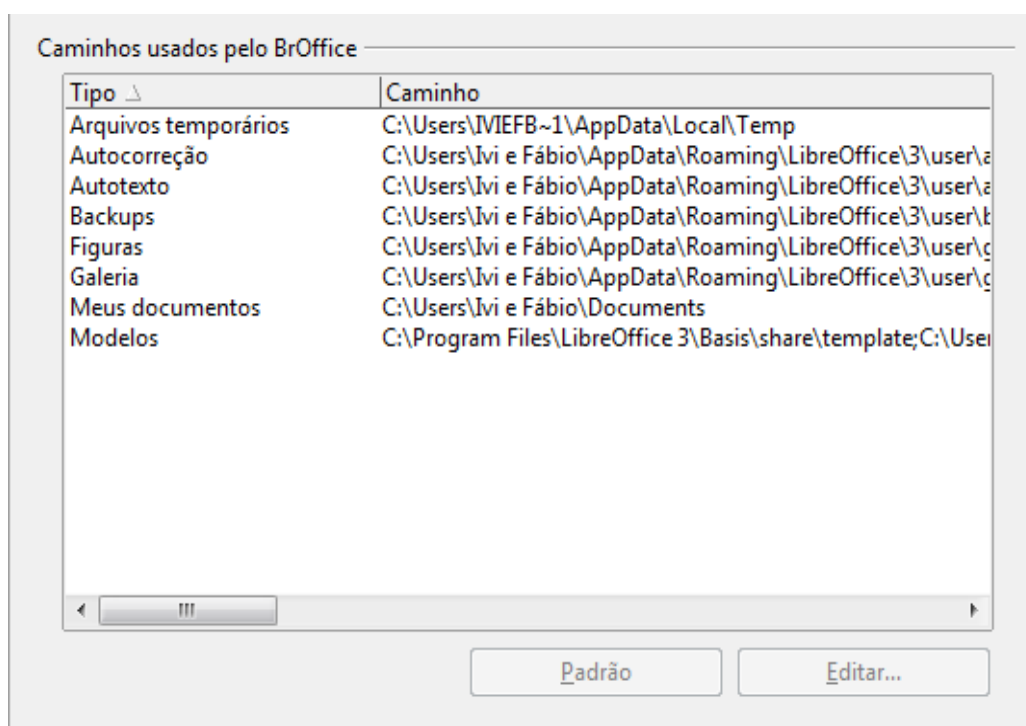 Caminhos usados pelo BrOffice
Tipo Caminho
Arquivos temporários C:\Users\IVIEFB~1\AppData\Local\Temp
Autocorreção C:\Users\Ivi e Fábio\AppData\Roaming\LibreOffice\3\user\a
Autotexto C:\Users\Ivi e Fábio\AppData\Roaming\LibreOffice\3\user\a
Backups C:\Users\Ivi e Fábio\AppData\Roaming\LibreOffice\3\user\b
Figuras C:\Users\Ivi e Fábio\AppData\Roaming\LibreOffice\3\user\g
Galeria C:\Users\Ivi e Fábio\AppData\Roaming\LibreOffice\3\user\g
Meus documentos C:\Users\Ivi e Fábio\Documents
Modelos C:\Program Files\LibreOffice 3\Basis\share\template;C:\User
Padrão Editar...